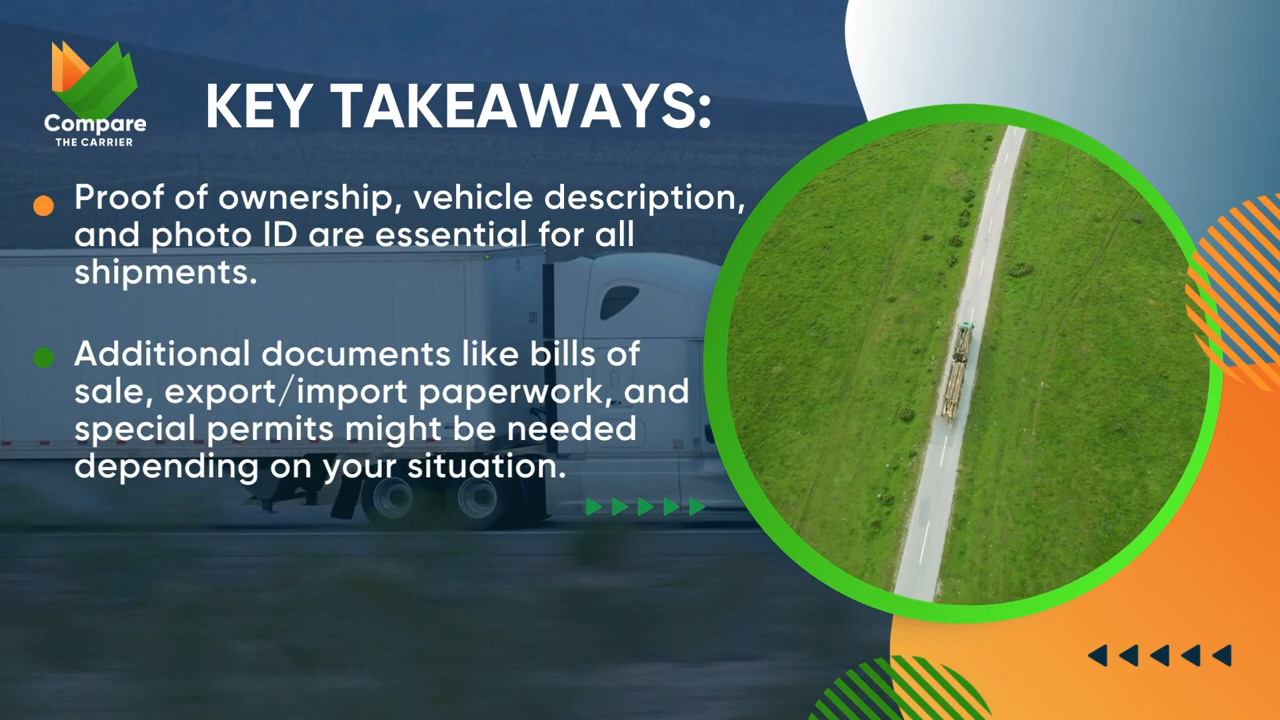 Compare
THE CARRIER
KEY TAKEAWAYS:
Proof of ownership, vehicle description,
and photo ID are essential for all
shipments.
Additional documents like bills of
sale, export/import paperwork, and
special permits might be needed
depending on your situation.